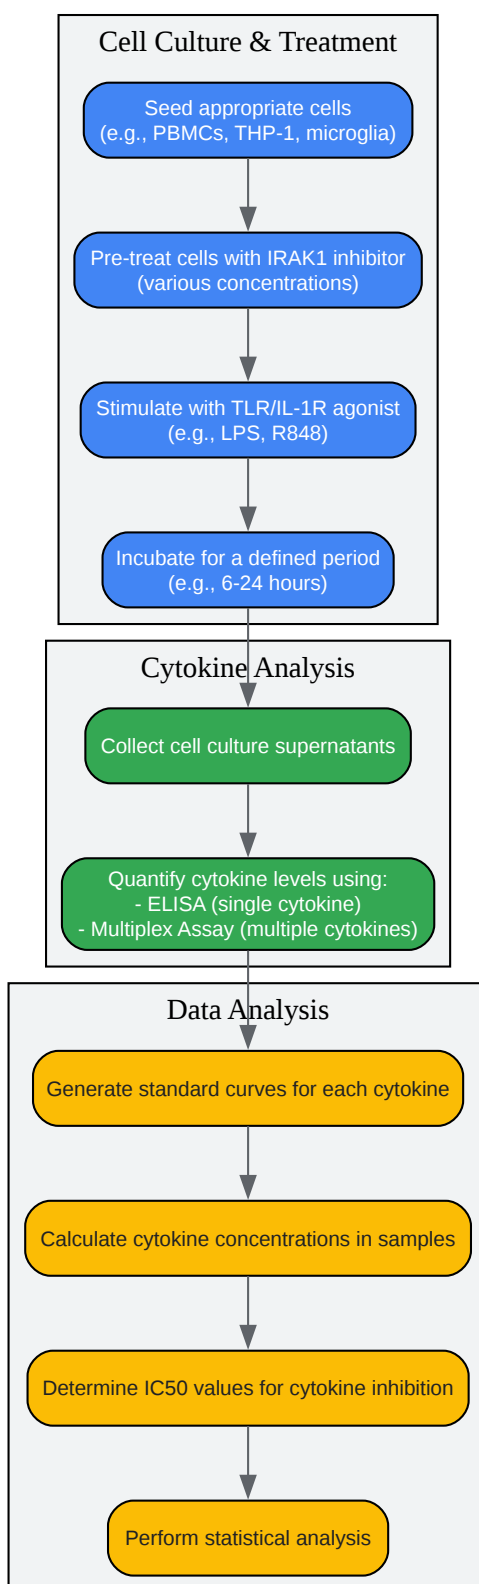 Cell Culture & Treatment
Seed appropriate cells
(e.g., PBMCs, THP-1, microglia)
Pre-treat cells with IRAK1 inhibitor
(various concentrations)
Stimulate with TLR/IL-1R agonist
(e.g., LPS, R848)
Incubate for a defined period
(e.g., 6-24 hours)
Cytokine Analysis
Collect cell culture supernatants
Quantify cytokine levels using:
- ELISA (single cytokine)
- Multiplex Assay (multiple cytokines)
Data Analysis
Generate standard curves for each cytokine
Calculate cytokine concentrations in samples
Determine IC50 values for cytokine inhibition
Perform statistical analysis